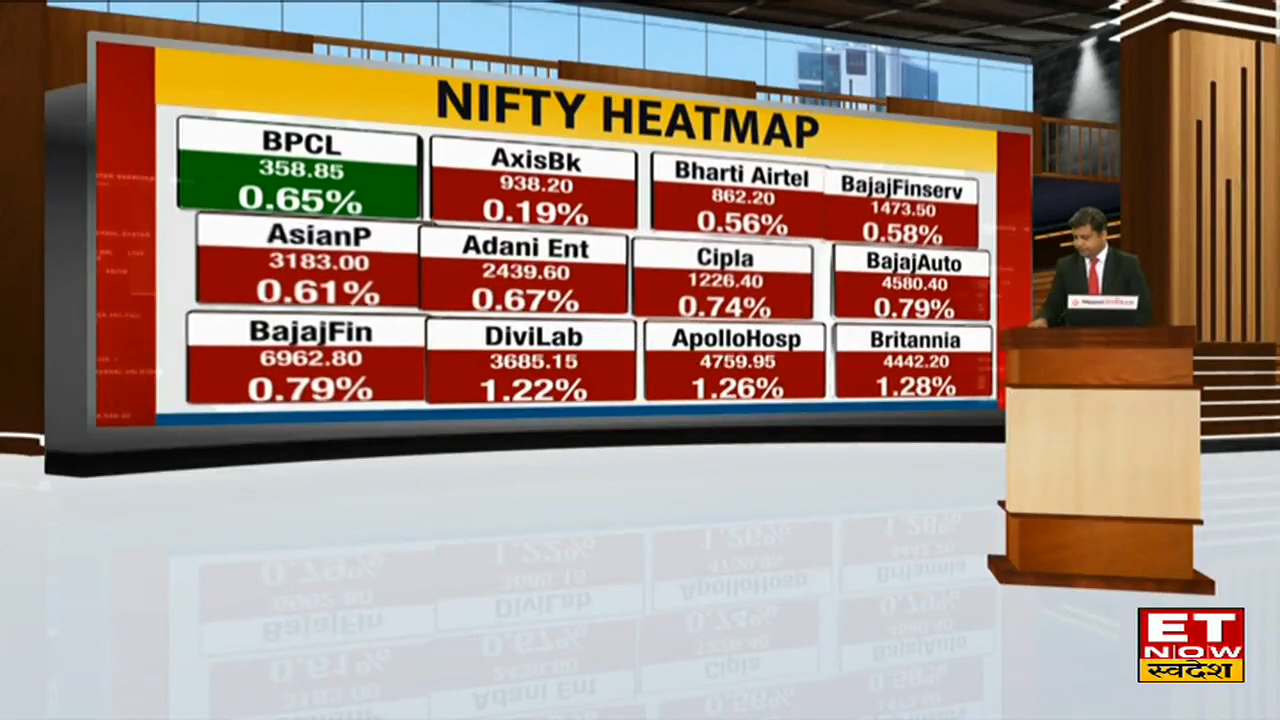 NIFTY HEATMAP
BPCL
358.85
0.65%
AxisBk
938.20
0.19%
Bharti Airtel
862.20
0.56%
BajajFinserv
1473.50
0.58%
AsianP
3183.00
0.61%
Adani Ent
2439.60
0.67%
Cipla
1226.40
0.74%
BajajAuto
4580.40
0.79%
BajajFin
6962.80
0.79%
DiviLab
3685.15
1.22%
ApolloHosp
4759.95
1.26%
Britannia
4442.20
1.28%
ET
NOW
स्वदेश